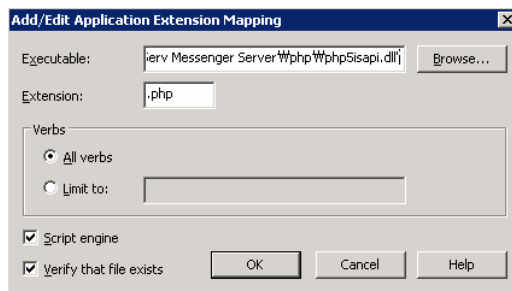 Add/Edit Application Extension Mapping
Executable:
Serv Messenger Server₩php₩php5isapi.dll"
Browse...
Extension:
.php
Verbs
All verbs
Limit to:
Script engine
Verify that file exists
OK
Cancel
Help